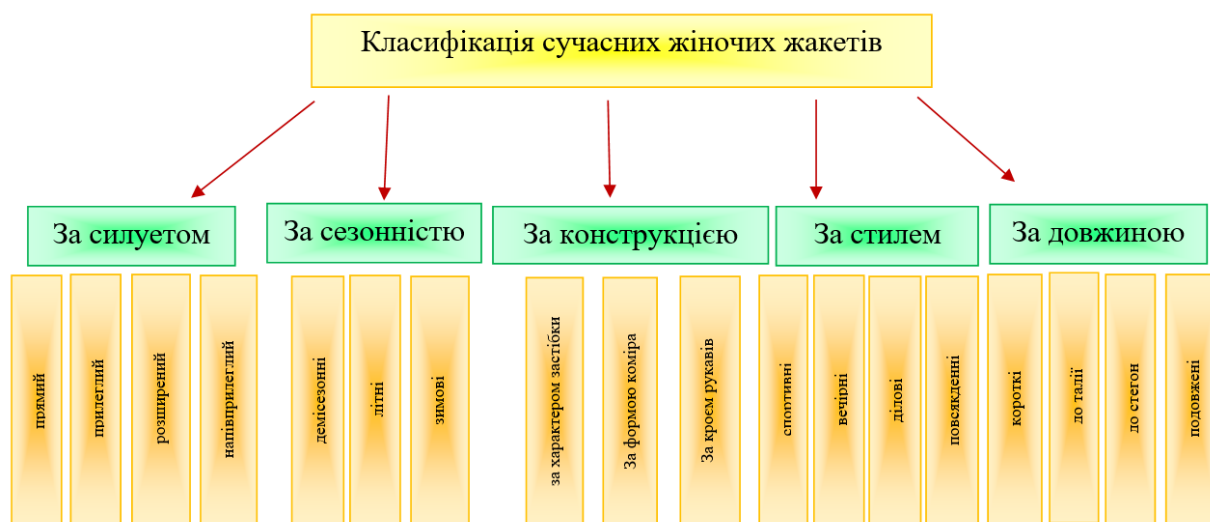 Класифікація сучасних жіночих жакетів
За силуетом
За сезонністю
За конструкцією
За стилем
За довжиною
прямий
прилеглий
розширений
напівприлеглий
демісезонні
літні
зимові
за характером застібки
За формою коміра
За кроєм рукавів
спортивні
вечірні
ділові
повсякденні
короткі
до талії
до стегон
подовжені